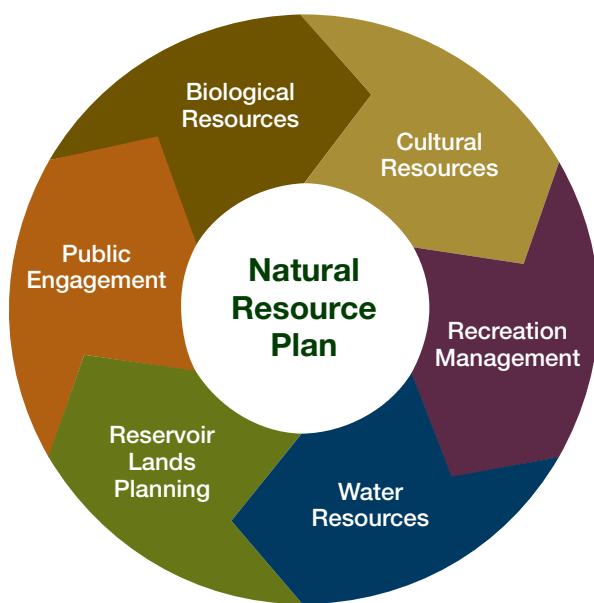 Biological
Resources
Cultural
Resources
Recreation
Management
Water
Resources
Reservoir
Lands
Planning
Public
Engagement
Natural
Resource
Plan